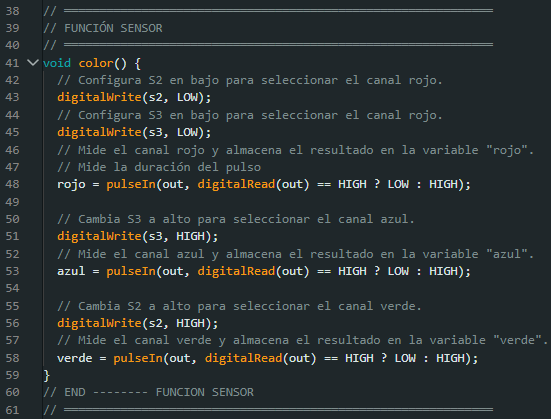 38 // ═══════════════════════════════════════════════════════════
39 // FUNCIÓN SENSOR
40 // ═══════════════════════════════════════════════════════════
41 void color() {
42 // Configura S2 en bajo para seleccionar el canal rojo.
43 digitalWrite(s2, LOW);
44 // Configura S3 en bajo para seleccionar el canal rojo.
45 digitalWrite(s3, LOW);
46 // Mide el canal rojo y almacena el resultado en la variable "rojo".
47 // Mide la duración del pulso
48 rojo = pulseIn(out, digitalRead(out) == HIGH ? LOW : HIGH);
49
50 // Cambia S3 a alto para seleccionar el canal azul.
51 digitalWrite(s3, HIGH);
52 // Mide el canal azul y almacena el resultado en la variable "azul".
53 azul = pulseIn(out, digitalRead(out) == HIGH ? LOW : HIGH);
54
55 // Cambia S2 a alto para seleccionar el canal verde.
56 digitalWrite(s2, HIGH);
57 // Mide el canal verde y almacena el resultado en la variable "verde".
58 verde = pulseIn(out, digitalRead(out) == HIGH ? LOW : HIGH);
59 }
60 // END -------- FUNCION SENSOR
61 // ═══════════════════════════════════════════════════════════